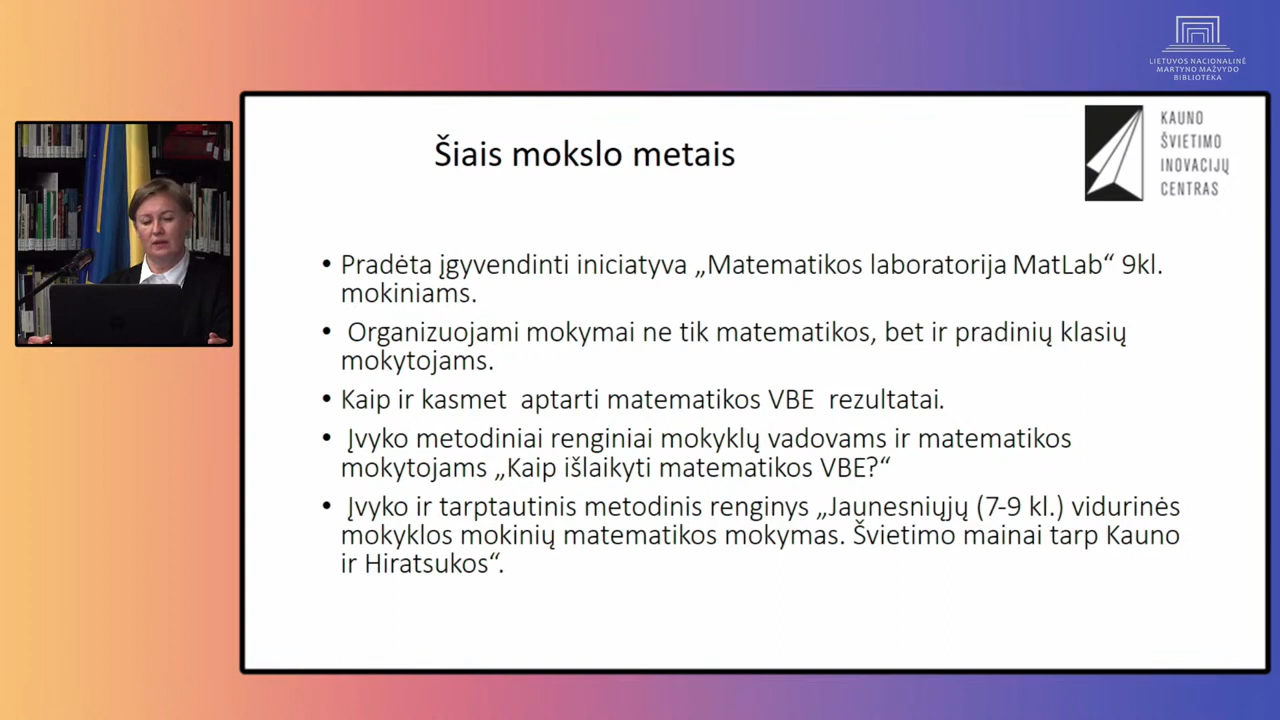 LIETUVOS NACIONALINĖ
MARTYNO MAŽVYDO
BIBLIOTEKA
KAUNO
ŠVIETIMO
INOVACIJŲ
CENTRAS
Šiais mokslo metais
• Pradėta įgyvendinti iniciatyva „Matematikos laboratorija MatLab“ 9kl.
mokiniams.
• Organizuojami mokymai ne tik matematikos, bet ir pradinių klasių
mokytojams.
• Kaip ir kasmet aptarti matematikos VBE rezultatai.
• Įvyko metodiniai renginiai mokyklų vadovams ir matematikos
mokytojams „Kaip išlaikyti matematikos VBE?“
• Įvyko ir tarptautinis metodinis renginys „Jaunesniųjų (7-9 kl.) vidurinės
mokyklos mokinių matematikos mokymas. Švietimo mainai tarp Kauno
ir Hiratsukos“.